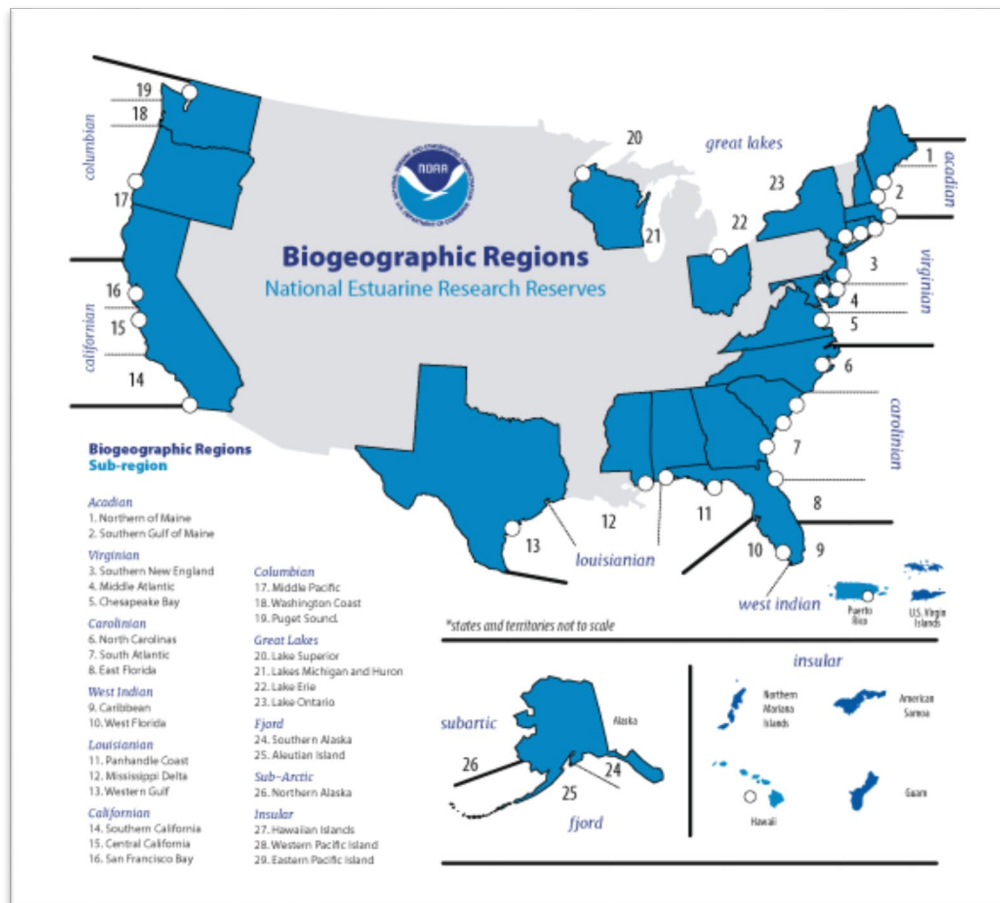 19
18
columbian
17
16
15
californian
14
20
great lakes
23
22
21
1
acadian
2
3
virginian
4
5
6
carolinian
7
8
9
10
11
12
13
louisianian
west indian
NOAA
Biogeographic Regions
National Estuarine Research Reserves
Puerto
Rico
U.S. Virgin
Islands
*states and territories not to scale
Biogeographic Regions
Sub-region
Acadian
1. Northern of Maine
2. Southern Gulf of Maine
Virginian
3. Southern New England
4. Middle Atlantic
5. Chesapeake Bay
Carolinian
6. North Carolinas
7. South Atlantic
8. East Florida
West Indian
9. Caribbean
10. West Florida
Louisianian
11. Panhandle Coast
12. Mississippi Delta
13. Western Gulf
Californian
14. Southern California
15. Central California
16. San Francisco Bay
Columbian
17. Middle Pacific
18. Washington Coast
19. Puget Sound.
Great Lakes
20. Lake Superior
21. Lakes Michigan and Huron
22. Lake Erie
23. Lake Ontario
Fjord
24. Southern Alaska
25. Aleutian Island
Sub-Arctic
26. Northern Alaska
Insular
27. Hawaiian Islands
28. Western Pacific Island
29. Eastern Pacific Island
subartic
Alaska
26
24
25
fjord
insular
Northern
Mariana
Islands
American
Samoa
Hawaii
Guam